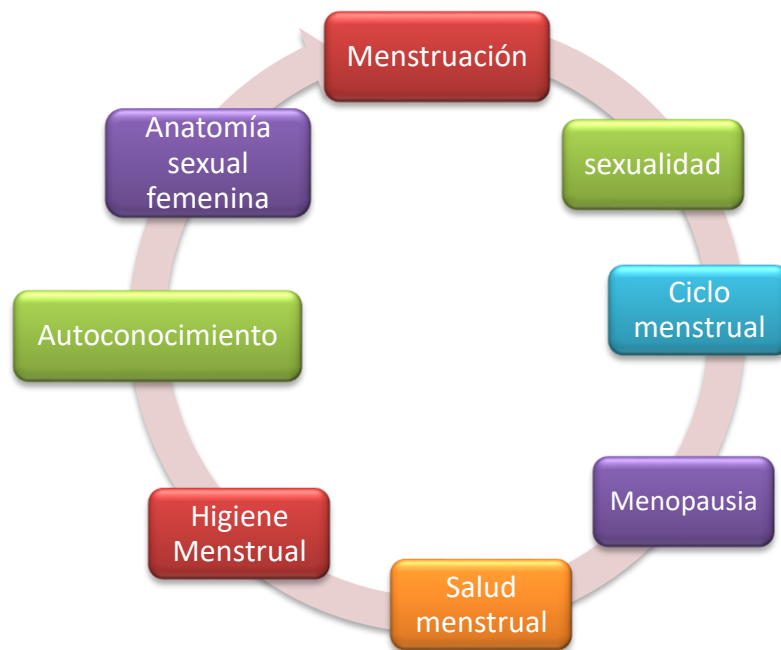 Menstruación
sexualidad
Ciclo
menstrual
Menopausia
Salud
menstrual
Higiene
Menstrual
Autoconocimiento
Anatomía
sexual
femenina